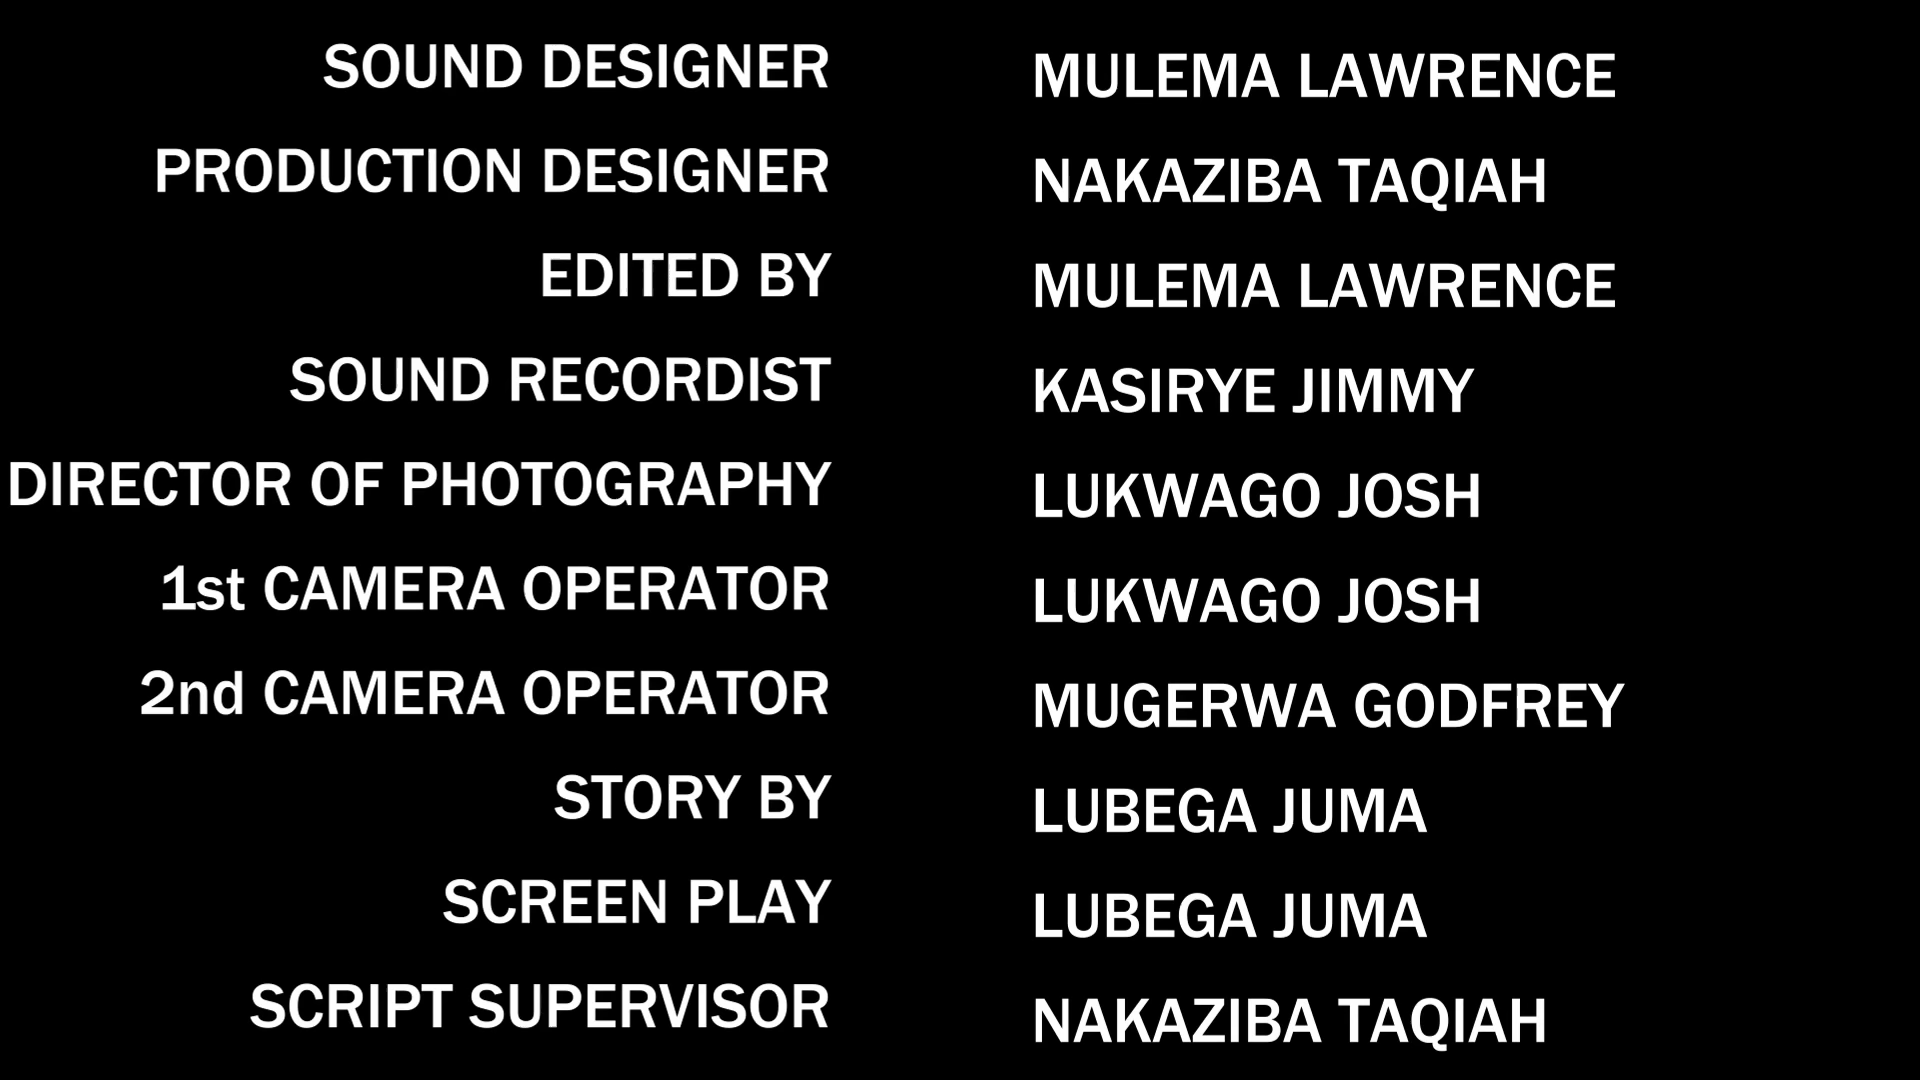 SOUND DESIGNER MULEMA LAWRENCE
PRODUCTION DESIGNER NAKAZIBA TAQIAH
EDITED BY MULEMA LAWRENCE
SOUND RECORDIST KASIRYE JIMMY
DIRECTOR OF PHOTOGRAPHY LUKWAGO JOSH
1st CAMERA OPERATOR LUKWAGO JOSH
2nd CAMERA OPERATOR MUGERWA GODFREY
STORY BY LUBEGA JUMA
SCREEN PLAY LUBEGA JUMA
SCRIPT SUPERVISOR NAKAZIBA TAQIAH